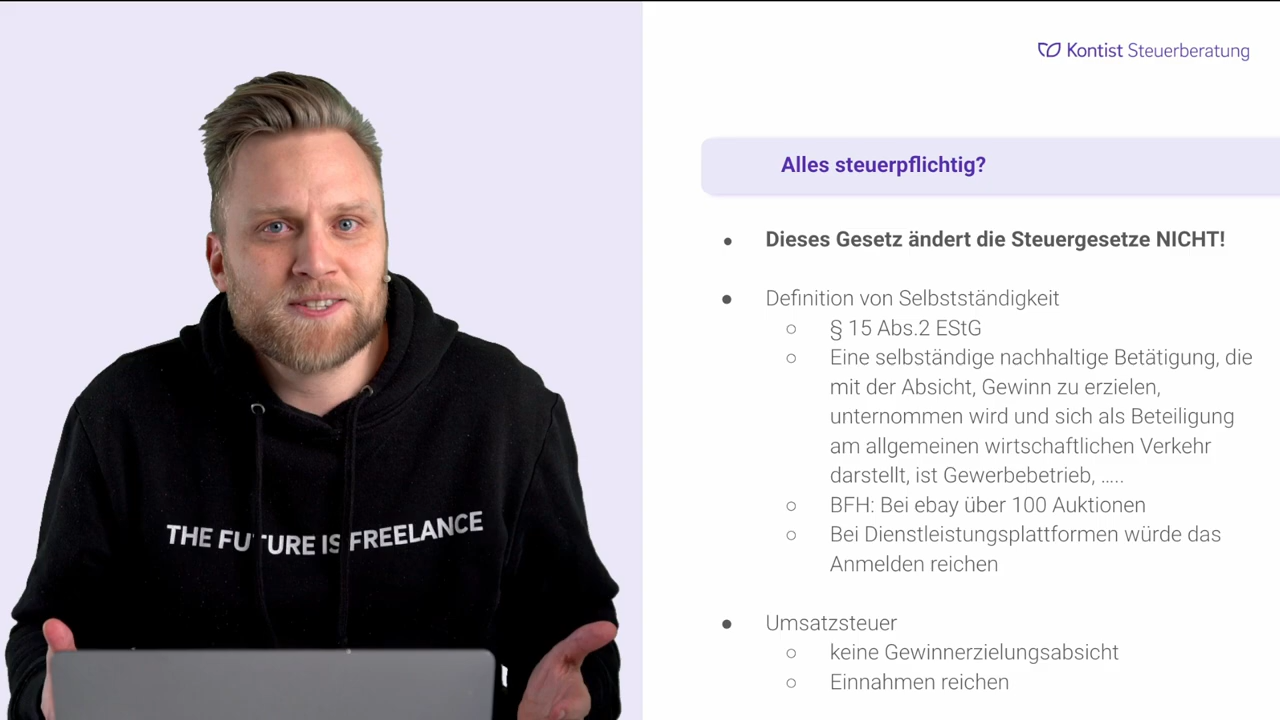 Kontist Steuerberatung
Alles steuerpflichtig?
Dieses Gesetz ändert die Steuergesetze NICHT!
Definition von Selbstständigkeit
§ 15 Abs.2 EStG
Eine selbständige nachhaltige Betätigung, die
mit der Absicht, Gewinn zu erzielen,
unternommen wird und sich als Beteiligung
am allgemeinen wirtschaftlichen Verkehr
darstellt, ist Gewerbebetrieb, …..
BFH: Bei ebay über 100 Auktionen
Bei Dienstleistungsplattformen würde das
Anmelden reichen
Umsatzsteuer
keine Gewinnerzielungsabsicht
Einnahmen reichen
THE FUTURE IS FREELANCE